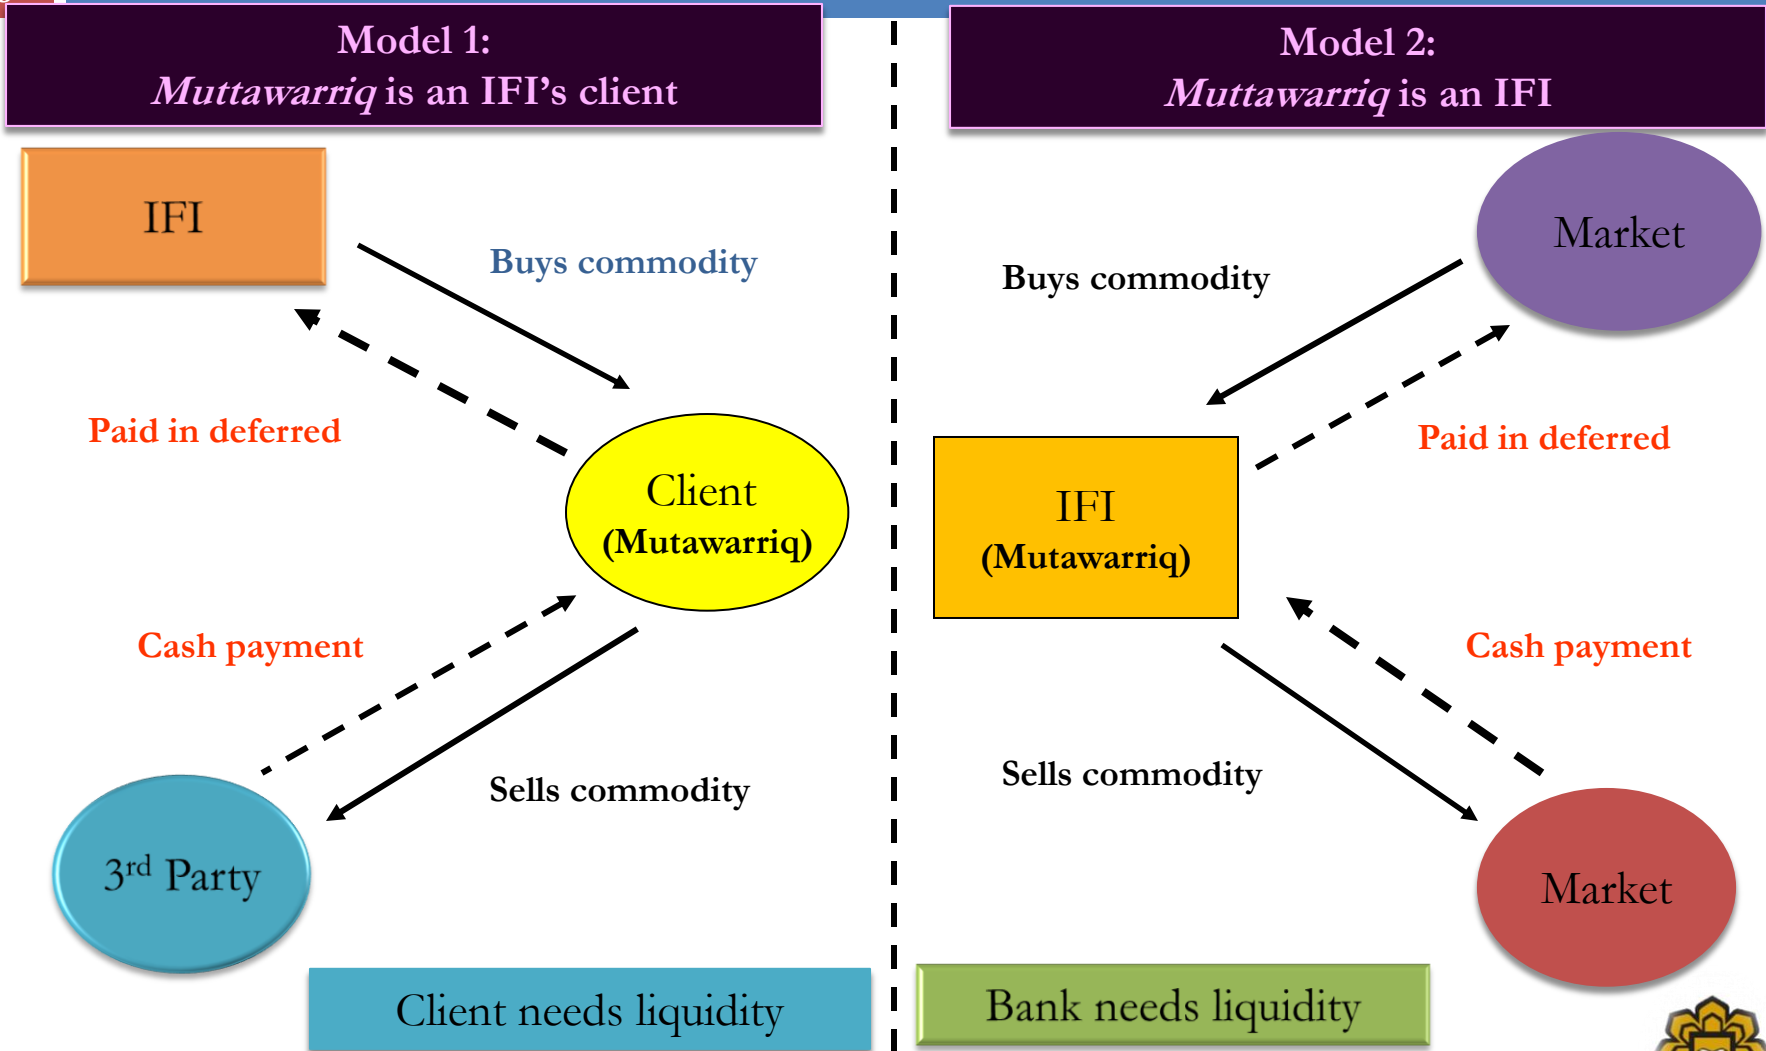 Model 1:
Muttawarriq is an IFI's client
IFI
Buys commodity
Paid in deferred
Client
(Mutawarriq)
Cash payment
Sells commodity
3rd Party
Client needs liquidity
Model 2:
Muttawarriq is an IFI
Market
Buys commodity
Paid in deferred
IFI
(Mutawarriq)
Cash payment
Sells commodity
Market
Bank needs liquidity